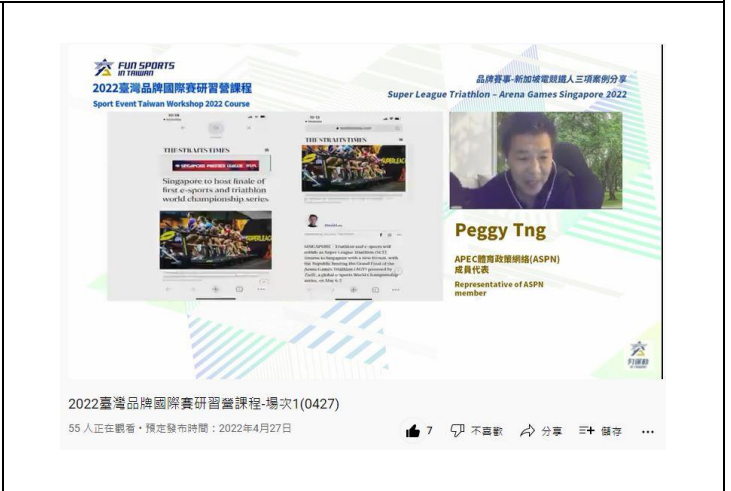 FUN SPORTS
IN TAIWAN
2022臺灣品牌國際賽研習營課程
Sport Event Taiwan Workshop 2022 Course
品牌賽事-新加坡電競鐵人三項案例分享
Super League Triathlon – Arena Games Singapore 2022
THE STRAITS TIMES
Singapore to host finale of
first e-sports and triathlon
world championship series
THE STRAITS TIMES
Peggy Tng
APEC體育政策網絡(ASPN)
成員代表
Representative of ASPN
member
2022臺灣品牌國際賽研習營課程-場次1(0427)
55 人正在觀看・預定發布時間：2022年4月27日
7 不喜歡 分享 儲存